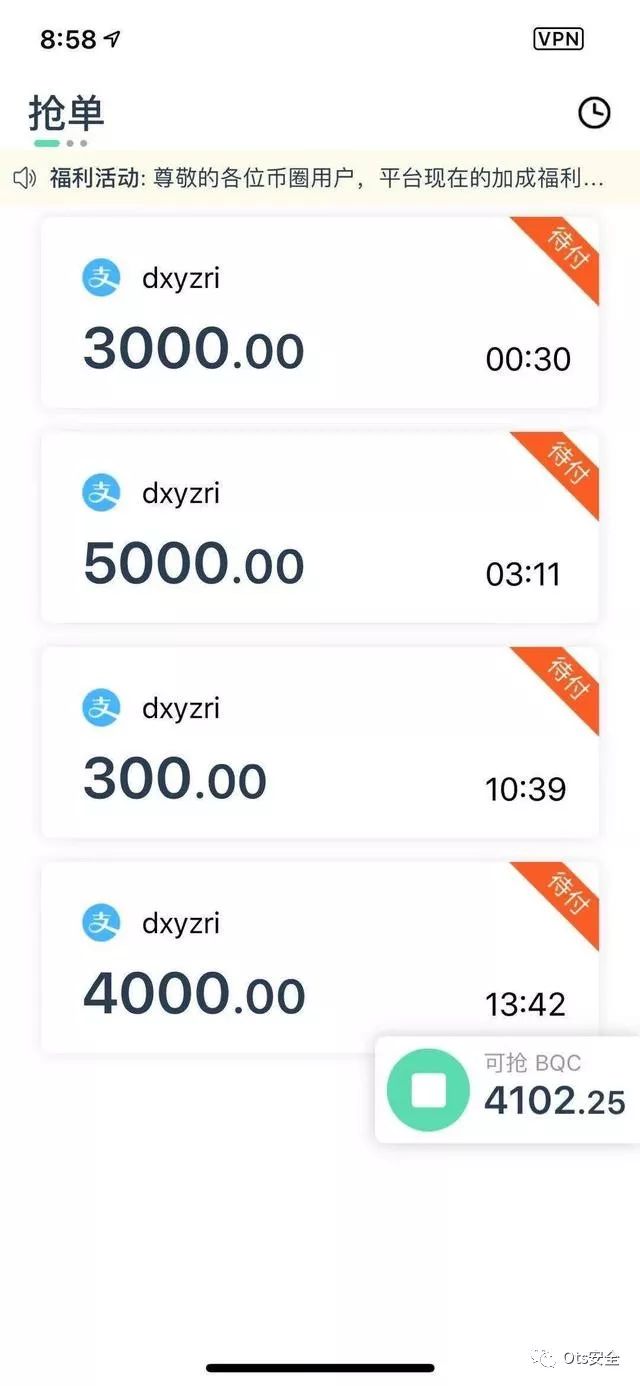 8:58
VPN
抢单
福利活动: 尊敬的各位币圈用户，平台现在的加成福利...
待付
支 dxyzri
3000.00
00:30
待付
支 dxyzri
5000.00
03:11
待付
支 dxyzri
300.00
10:39
待付
支 dxyzri
4000.00
13:42
可抢 BQC
4102.25
Ots安全